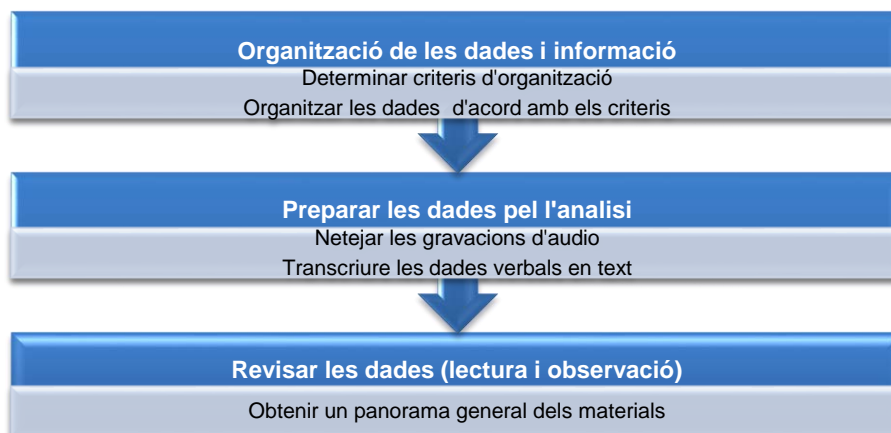 Organització de les dades i informació
Determinar criteris d'organització
Organitzar les dades d'acord amb els criteris
Preparar les dades pel l'analisi
Netejar les gravacions d'audio
Transcriure les dades verbals en text
Revisar les dades (lectura i observació)
Obtenir un panorama general dels materials